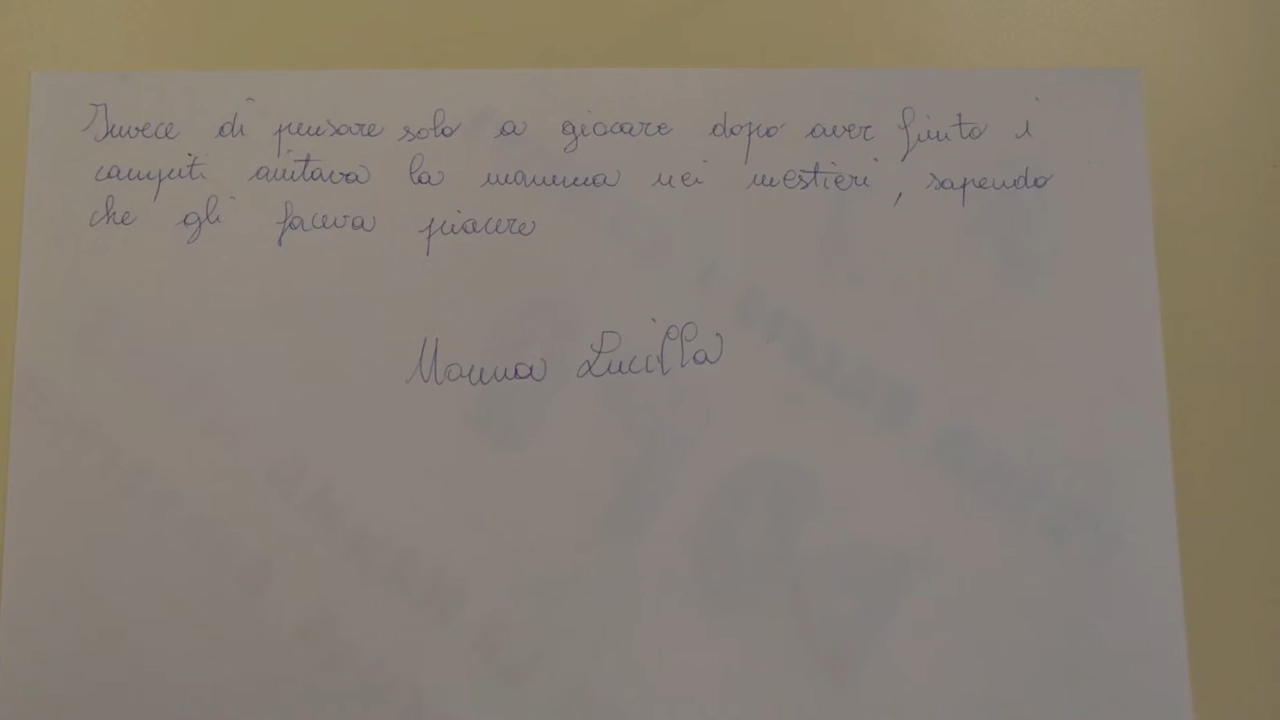 Invece di pensare solo a giocare dopo aver finito i
compiti aiutava la mamma nei mestieri, sapendo
che gli faceva piacere
Mamma Lucilla